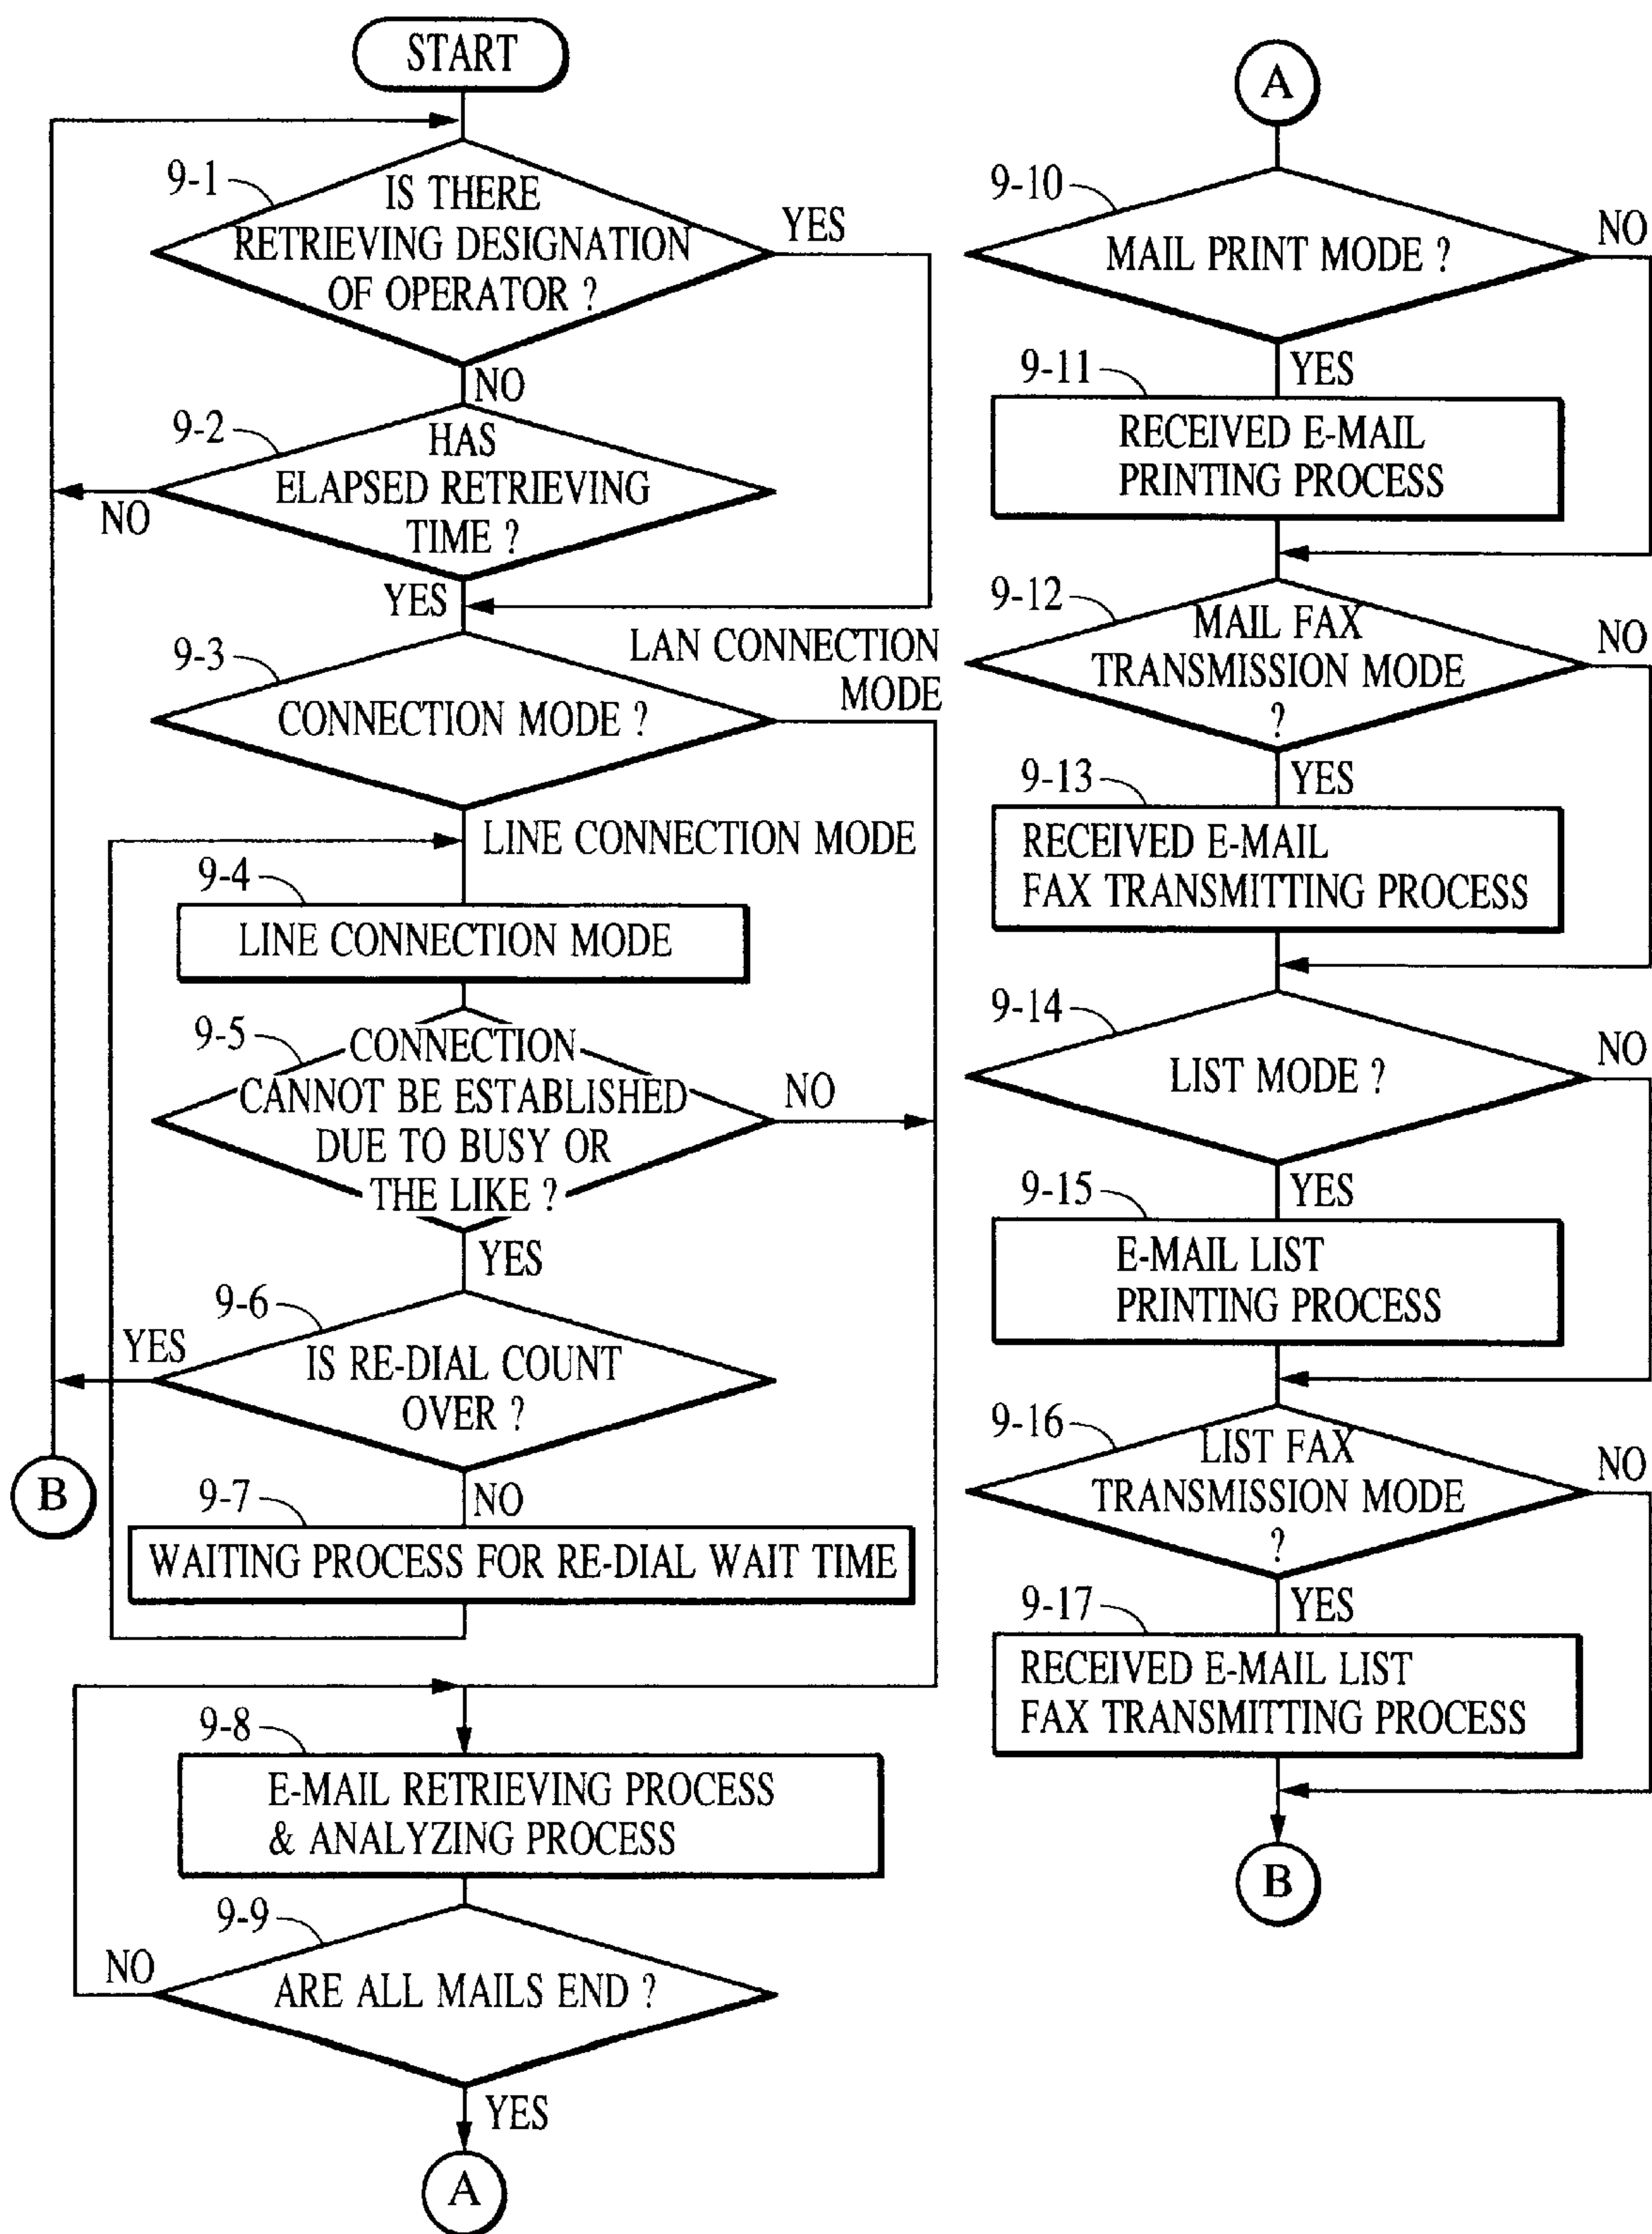 START
9-1
IS THERE
RETRIEVING DESIGNATION
OF OPERATOR ?
YES
NO
9-2
HAS
ELAPSED RETRIEVING
TIME ?
NO
YES
9-3
CONNECTION MODE ?
LAN CONNECTION
MODE
LINE CONNECTION MODE
9-4
LINE CONNECTION MODE
9-5
CONNECTION
CANNOT BE ESTABLISHED
DUE TO BUSY OR
THE LIKE ?
NO
YES
9-6
IS RE-DIAL COUNT
OVER ?
YES
B
NO
9-7
WAITING PROCESS FOR RE-DIAL WAIT TIME
9-8
E-MAIL RETRIEVING PROCESS
& ANALYZING PROCESS
9-9
ARE ALL MAILS END ?
NO
YES
A
A
9-10
MAIL PRINT MODE ?
NO
YES
9-11
RECEIVED E-MAIL
PRINTING PROCESS
9-12
MAIL FAX
TRANSMISSION MODE
?
NO
YES
9-13
RECEIVED E-MAIL
FAX TRANSMITTING PROCESS
9-14
LIST MODE ?
NO
YES
9-15
E-MAIL LIST
PRINTING PROCESS
9-16
LIST FAX
TRANSMISSION MODE
?
NO
YES
9-17
RECEIVED E-MAIL LIST
FAX TRANSMITTING PROCESS
B